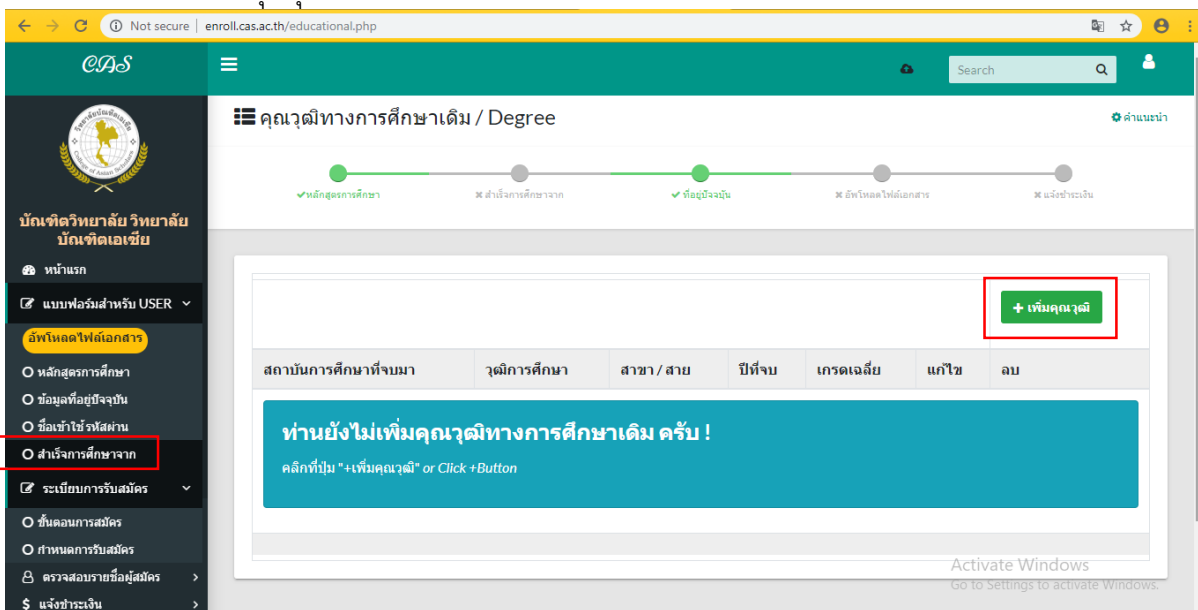 Not secure | enroll.cas.ac.th/educational.php
CAS
Search
คุณวุฒิทางการศึกษาเดิม / Degree
คำแนะนำ
College of Asian Scholars
หลักสูตรการศึกษา
สำเร็จการศึกษาจาก
ที่อยู่ปัจจุบัน
อัพโหลดไฟล์เอกสาร
แจ้งชำระเงิน
บัณฑิตวิทยาลัย วิทยาลัย
บัณฑิตเอเซีย
หน้าแรก
แบบฟอร์มสำหรับ USER
อัพโหลดไฟล์เอกสาร
หลักสูตรการศึกษา
ข้อมูลที่อยู่ปัจจุบัน
ชื่อเข้าใช้ รหัสผ่าน
สำเร็จการศึกษาจาก
ระเบียบการรับสมัคร
ขั้นตอนการสมัคร
กำหนดการรับสมัคร
ตรวจสอบรายชื่อผู้สมัคร
$ แจ้งชำระเงิน
+ เพิ่มคุณวุฒิ
สถาบันการศึกษาที่จบมา วุฒิการศึกษา สาขา / สาย ปีที่จบ เกรดเฉลี่ย แก้ไข ลบ
ท่านยังไม่เพิ่มคุณวุฒิทางการศึกษาเดิม ครับ !
คลิกที่ปุ่ม "+เพิ่มคุณวุฒิ" or Click +Button
Activate Windows
Go to Settings to activate Windows.